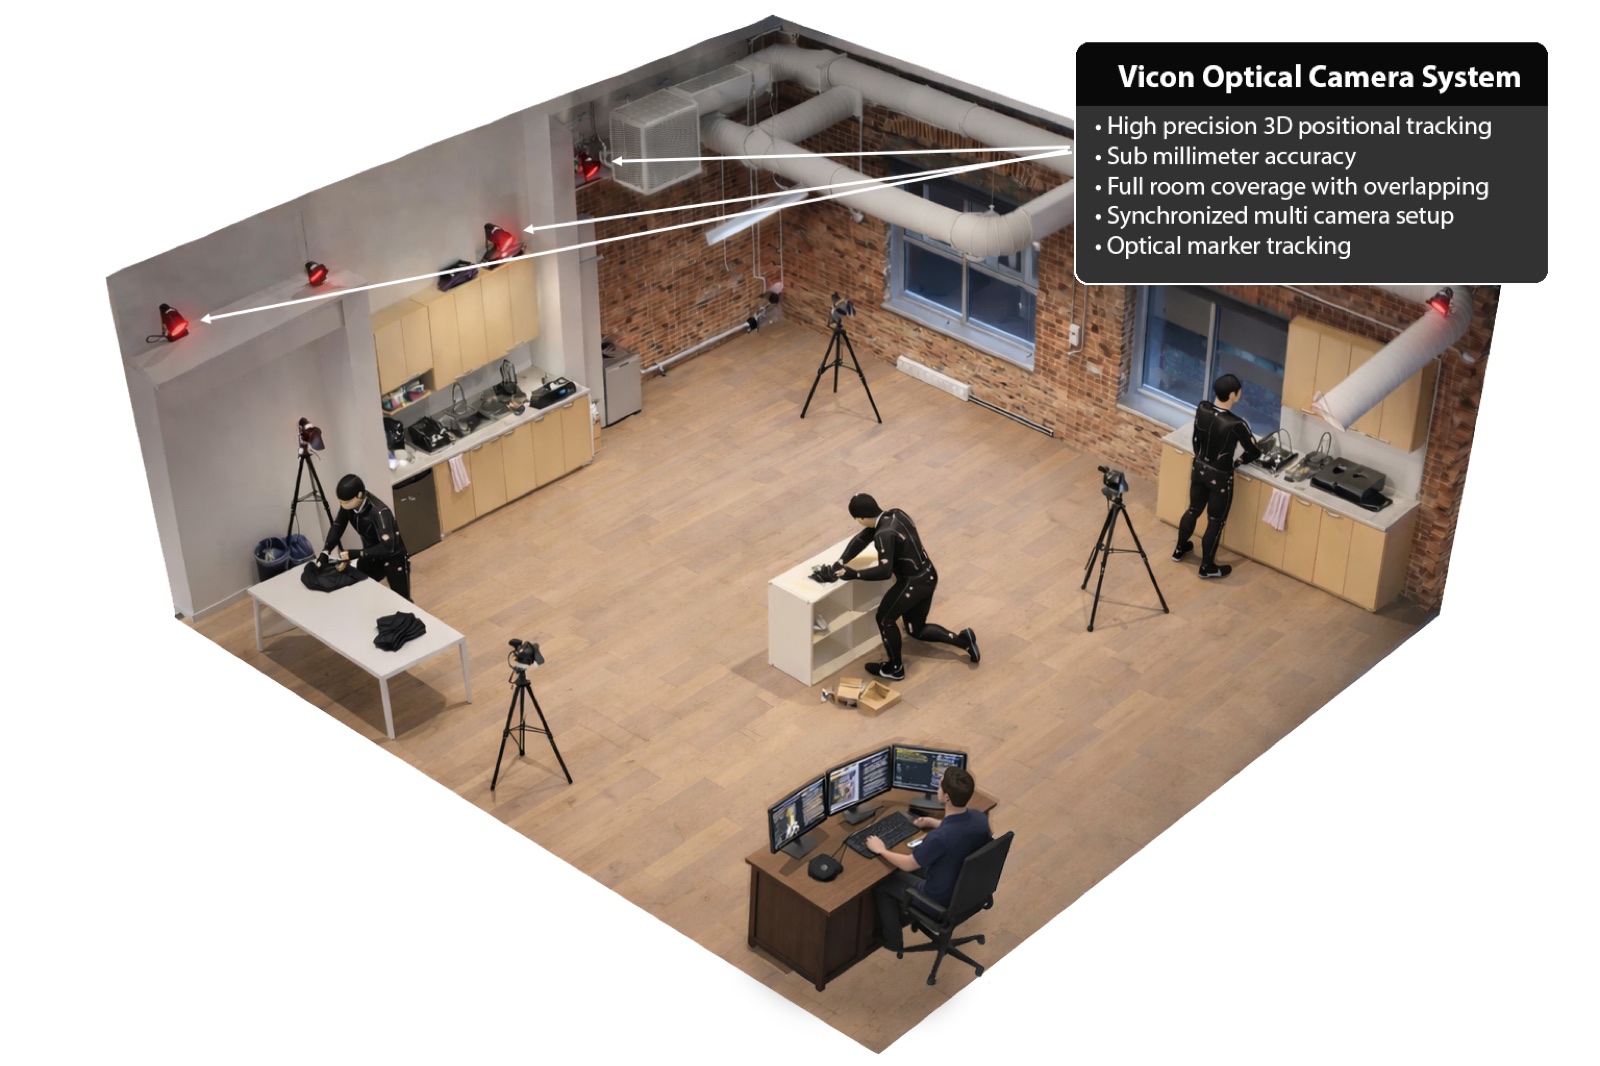 Vicon Optical Camera System
• High precision 3D positional tracking
• Sub millimeter accuracy
• Full room coverage with overlapping
• Synchronized multi camera setup
• Optical marker tracking